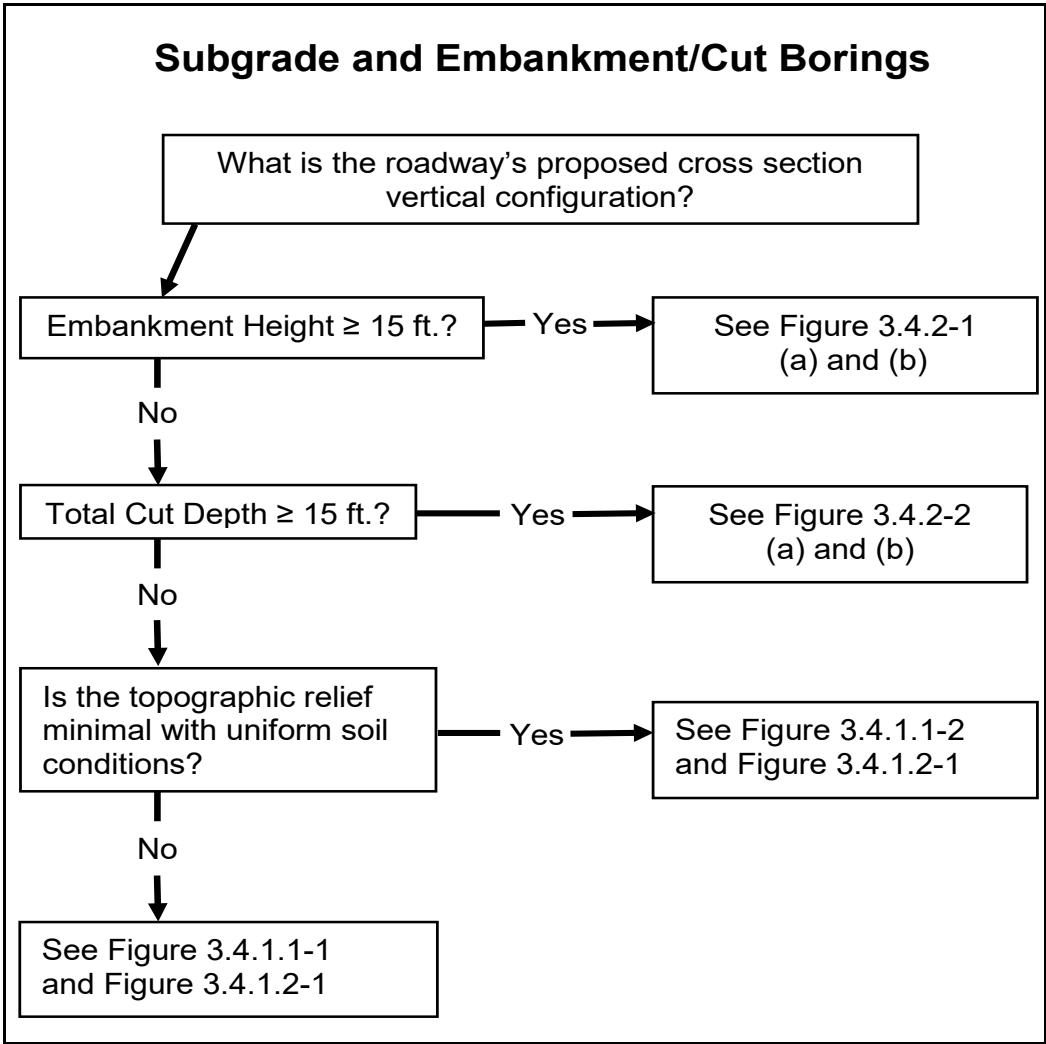 Subgrade and Embankment/Cut Borings
What is the roadway’s proposed cross section
vertical configuration?
Embankment Height ≥ 15 ft.?
Yes
See Figure 3.4.2-1
(a) and (b)
No
Total Cut Depth ≥ 15 ft.?
Yes
See Figure 3.4.2-2
(a) and (b)
No
Is the topographic relief
minimal with uniform soil
conditions?
Yes
See Figure 3.4.1.1-2
and Figure 3.4.1.2-1
No
See Figure 3.4.1.1-1
and Figure 3.4.1.2-1